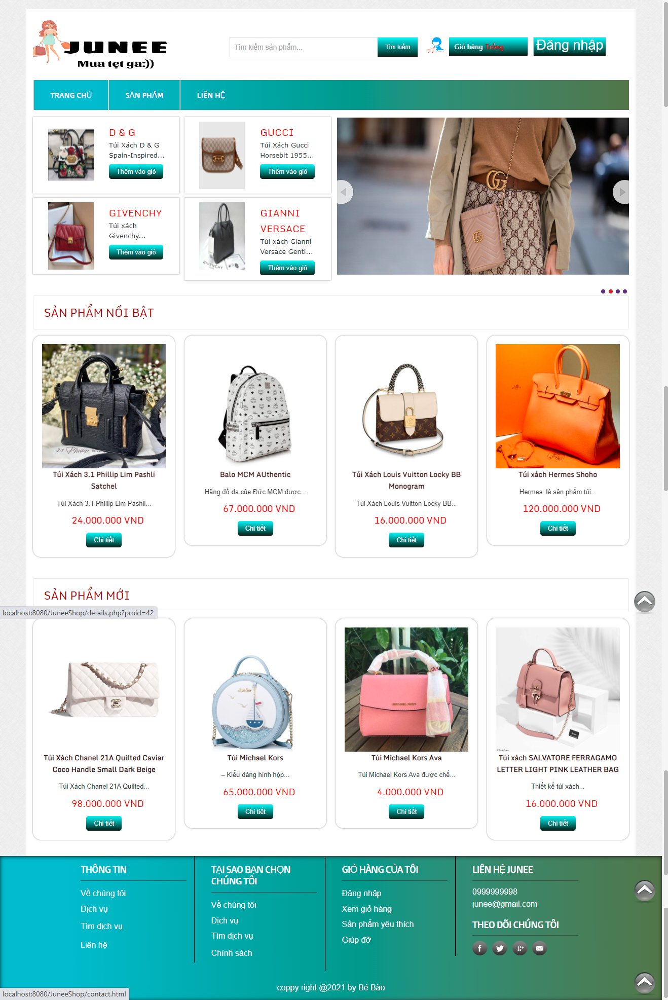 JUNEE
Mua tẹt ga:))
Tìm kiếm sản phẩm...
Tìm kiếm
Giỏ hàng Trống
Đăng nhập
TRANG CHỦ
SẢN PHẨM
LIÊN HỆ
D & G
Túi Xách D & G
Spain-Inspired...
Thêm vào giỏ
GUCCI
Túi Xách Gucci
Horsebit 1955...
Thêm vào giỏ
GIVENCHY
Túi xách
Givenchy...
Thêm vào giỏ
GIANNI
VERSACE
Túi xách Gianni
Versace Genti...
Thêm vào giỏ
GIVENCHY
SẢN PHẨM NỔI BẬT
Túi Xách 3.1 Phillip Lim Pashli
Satchel
Túi Xách 3.1 Phillip Lim Pashli...
24.000.000 VND
Chi tiết
Balo MCM AUthentic
Hãng đồ da của Đức MCM được...
67.000.000 VND
Chi tiết
Túi Xách Louis Vuitton Locky BB
Monogram
Túi Xách Louis Vuitton Locky BB...
16.000.000 VND
Chi tiết
Túi xách Hermes Shoho
Hermes  là sản phẩm túi...
120.000.000 VND
Chi tiết
SẢN PHẨM MỚI
localhost:8080/JuneeShop/details.php?proid=42
Túi Xách Chanel 21A Quilted Caviar
Coco Handle Small Dark Beige
Túi Xách Chanel 21A Quilted...
98.000.000 VND
Chi tiết
Túi Michael Kors
– Kiểu dáng hình hộp...
65.000.000 VND
Chi tiết
MICHAEL KORS
Túi Michael Kors Ava
Túi Michael Kors Ava được chế...
4.000.000 VND
Chi tiết
Túi xách SALVATORE FERRAGAMO
LETTER LIGHT PINK LEATHER BAG
Thiết kế túi xách...
16.000.000 VND
Chi tiết
THÔNG TIN
Về chúng tôi
Dịch vụ
Tìm dịch vụ
Liên hệ
TẠI SAO BẠN CHỌN
CHÚNG TÔI
Về chúng tôi
Dịch vụ
Tìm dịch vụ
Chính sách
GIỎ HÀNG CỦA TÔI
Đăng nhập
Xem giỏ hàng
Sản phẩm yêu thích
Giúp đỡ
LIÊN HỆ JUNEE
0999999998
junee@gmail.com
THEO DÕI CHÚNG TÔI
coppy right @2021 by Bé Bảo
localhost:8080/JuneeShop/contact.html